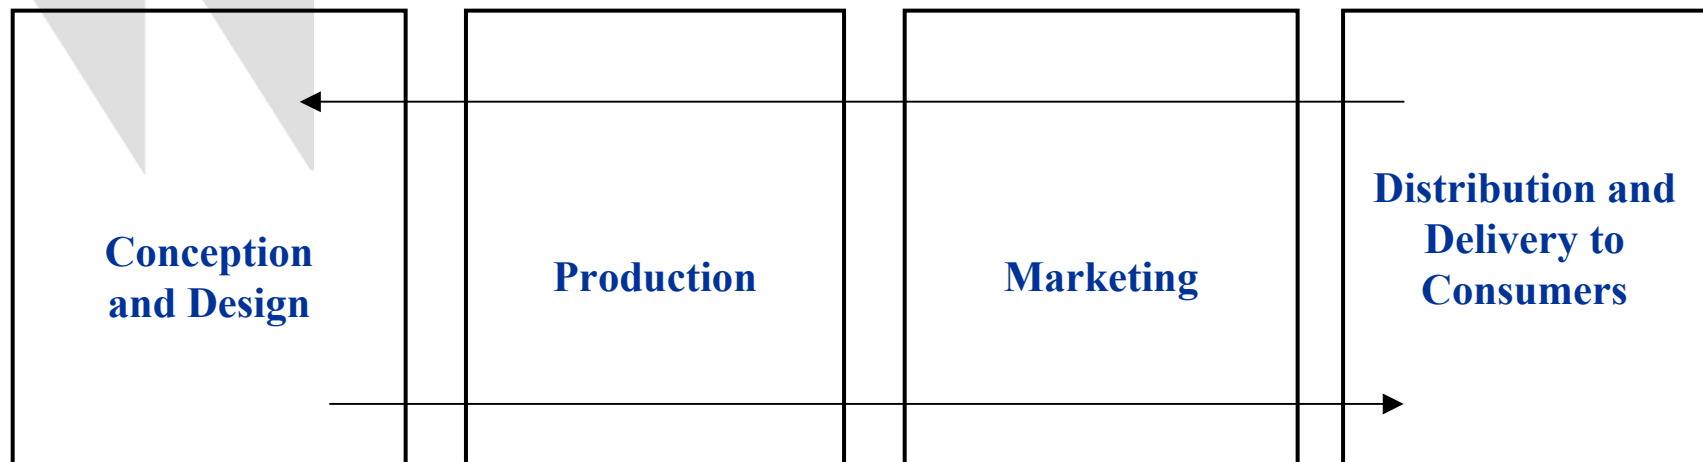 Conception
and Design
Production
Marketing
Distribution and
Delivery to
Consumers